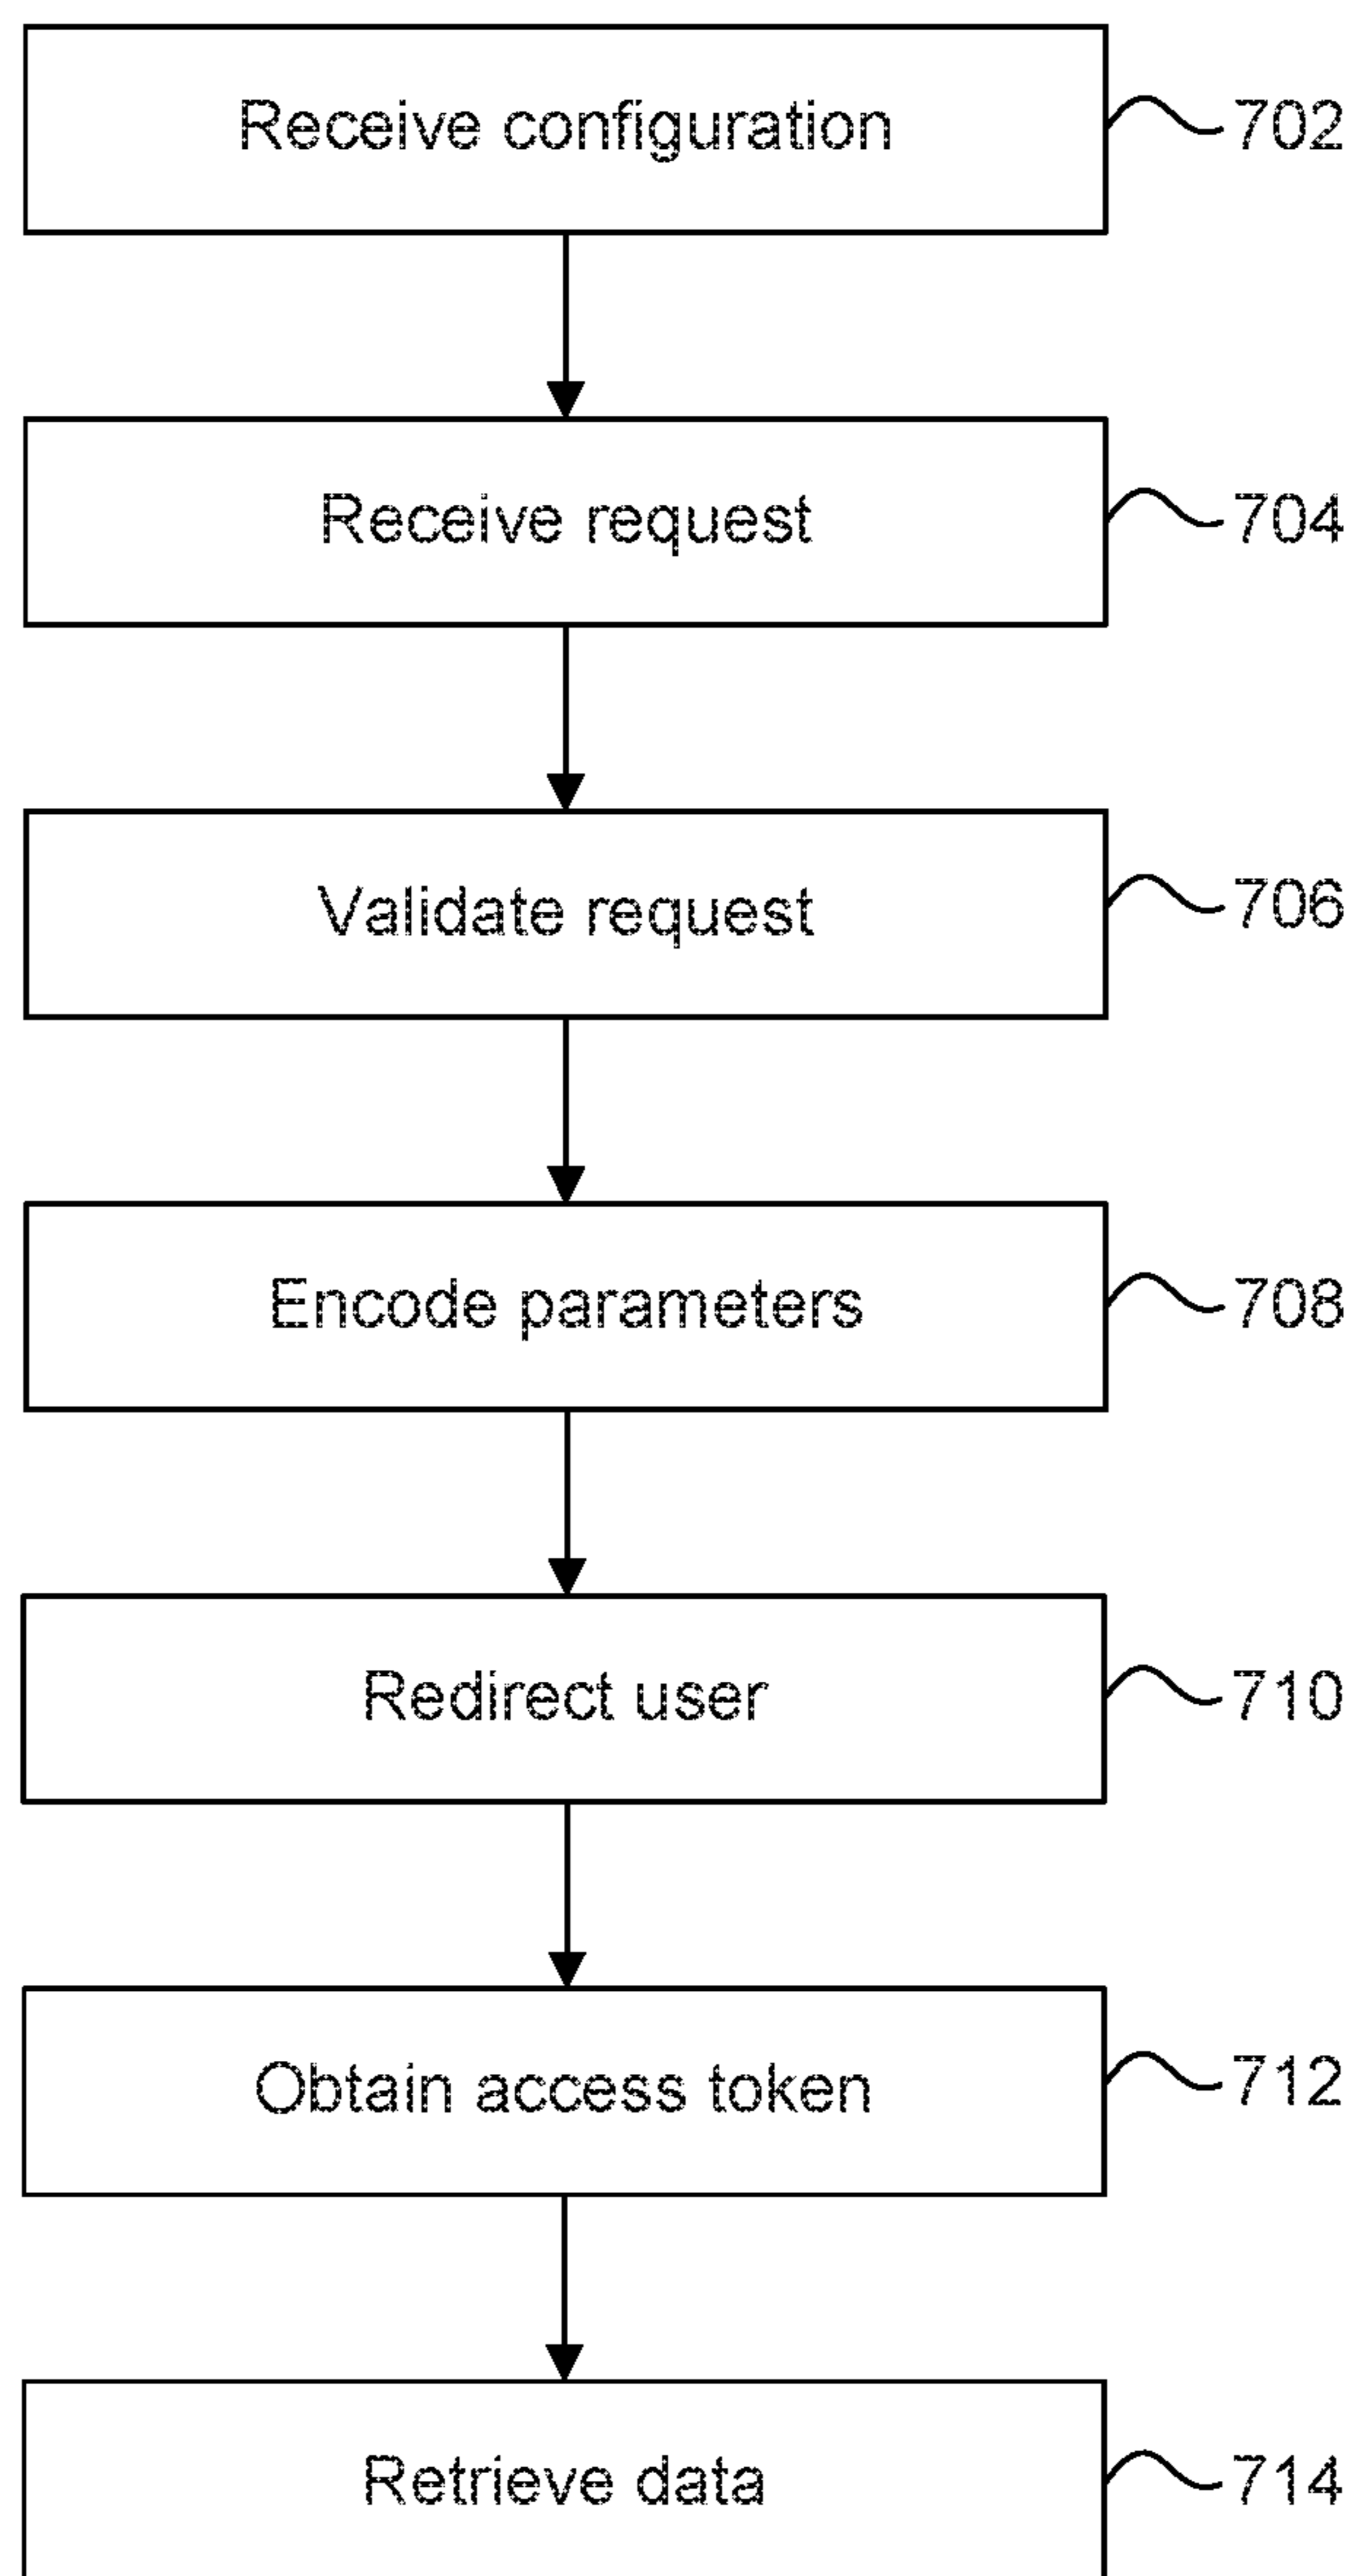 Receive configuration 702
Receive request 704
Validate request 706
Encode parameters 708
Redirect user 710
Obtain access token 712
Retrieve data 714